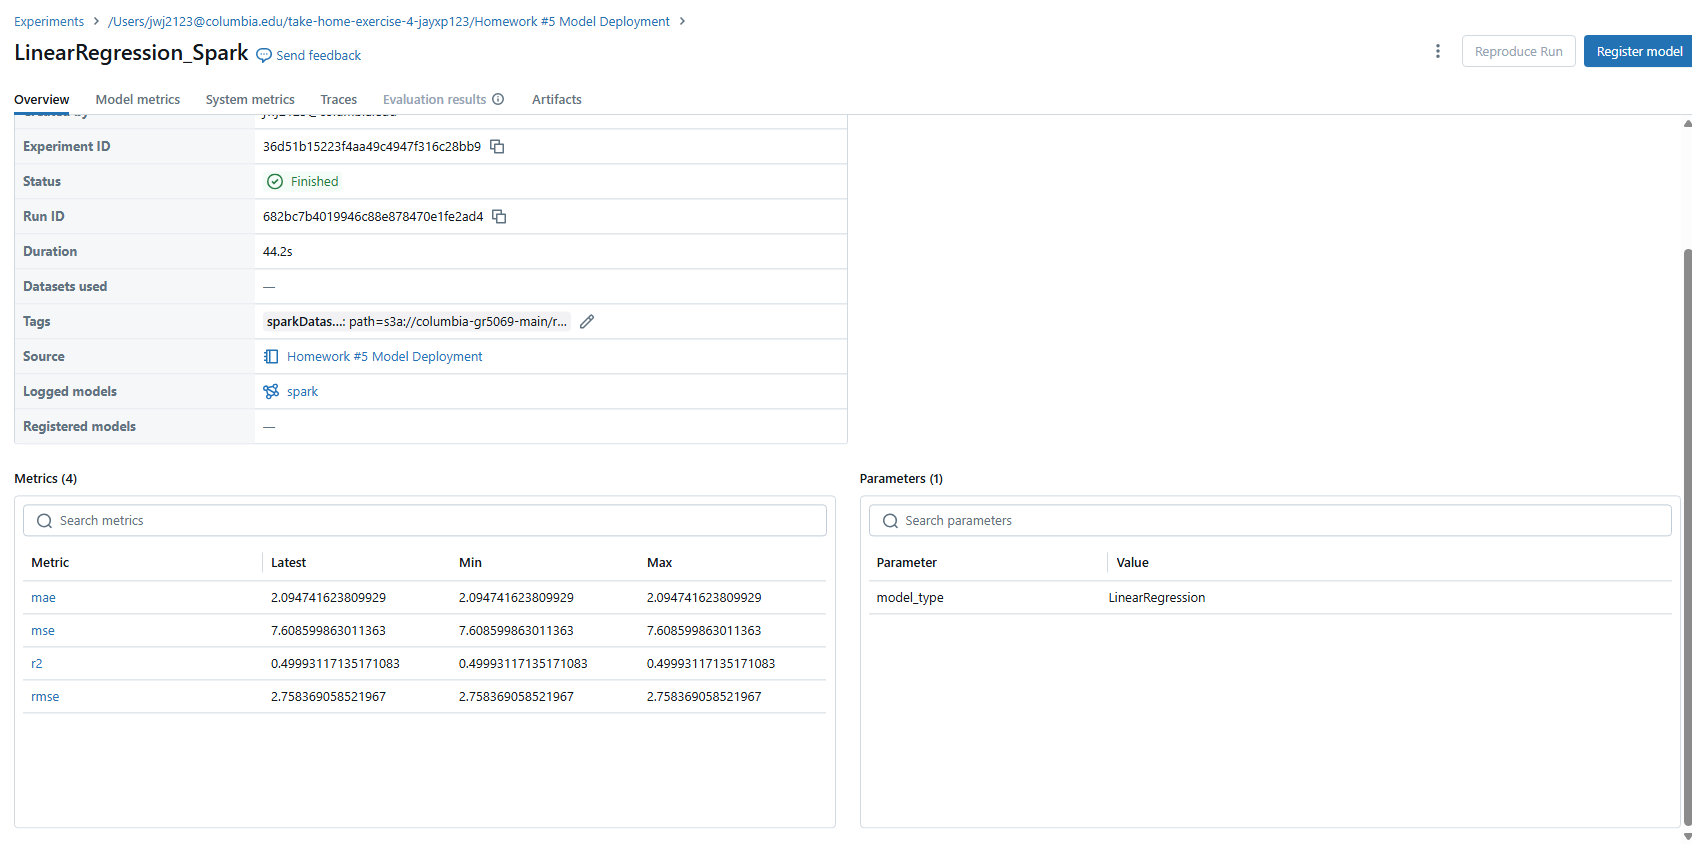 Experiments > /Users/jwj2123@columbia.edu/take-home-exercise-4-jayxp123/Homework #5 Model Deployment >
LinearRegression_Spark Send feedback
Reproduce Run Register model
Overview Model metrics System metrics Traces Evaluation results Artifacts
Experiment ID 36d51b15223f4aa49c4947f316c28bb9
Status Finished
Run ID 682bc7b4019946c88e878470e1fe2ad4
Duration 44.2s
Datasets used —
Tags sparkDatas...: path=s3a://columbia-gr5069-main/r...
Source Homework #5 Model Deployment
Logged models spark
Registered models —
Metrics (4)
Search metrics
Metric Latest Min Max
mae 2.094741623809929 2.094741623809929 2.094741623809929
mse 7.608599863011363 7.608599863011363 7.608599863011363
r2 0.49993117135171083 0.49993117135171083 0.49993117135171083
rmse 2.758369058521967 2.758369058521967 2.758369058521967
Parameters (1)
Search parameters
Parameter Value
model_type LinearRegression